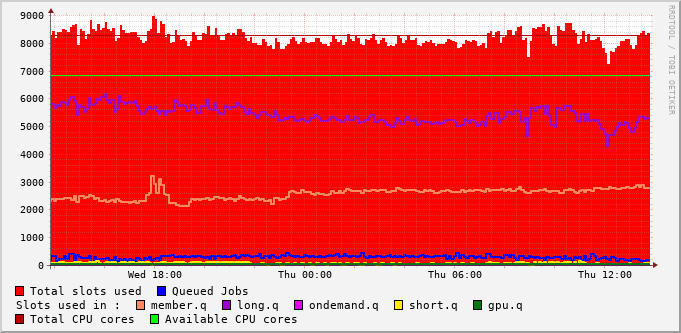 9000
8000
7000
6000
5000
4000
3000
2000
1000
0
Wed 18:00 Thu 00:00 Thu 06:00 Thu 12:00
RRDTOOL / TOBI OETIKER
Total slots used Queued Jobs
Slots used in : member.q long.q ondemand.q short.q gpu.q
Total CPU cores Available CPU cores